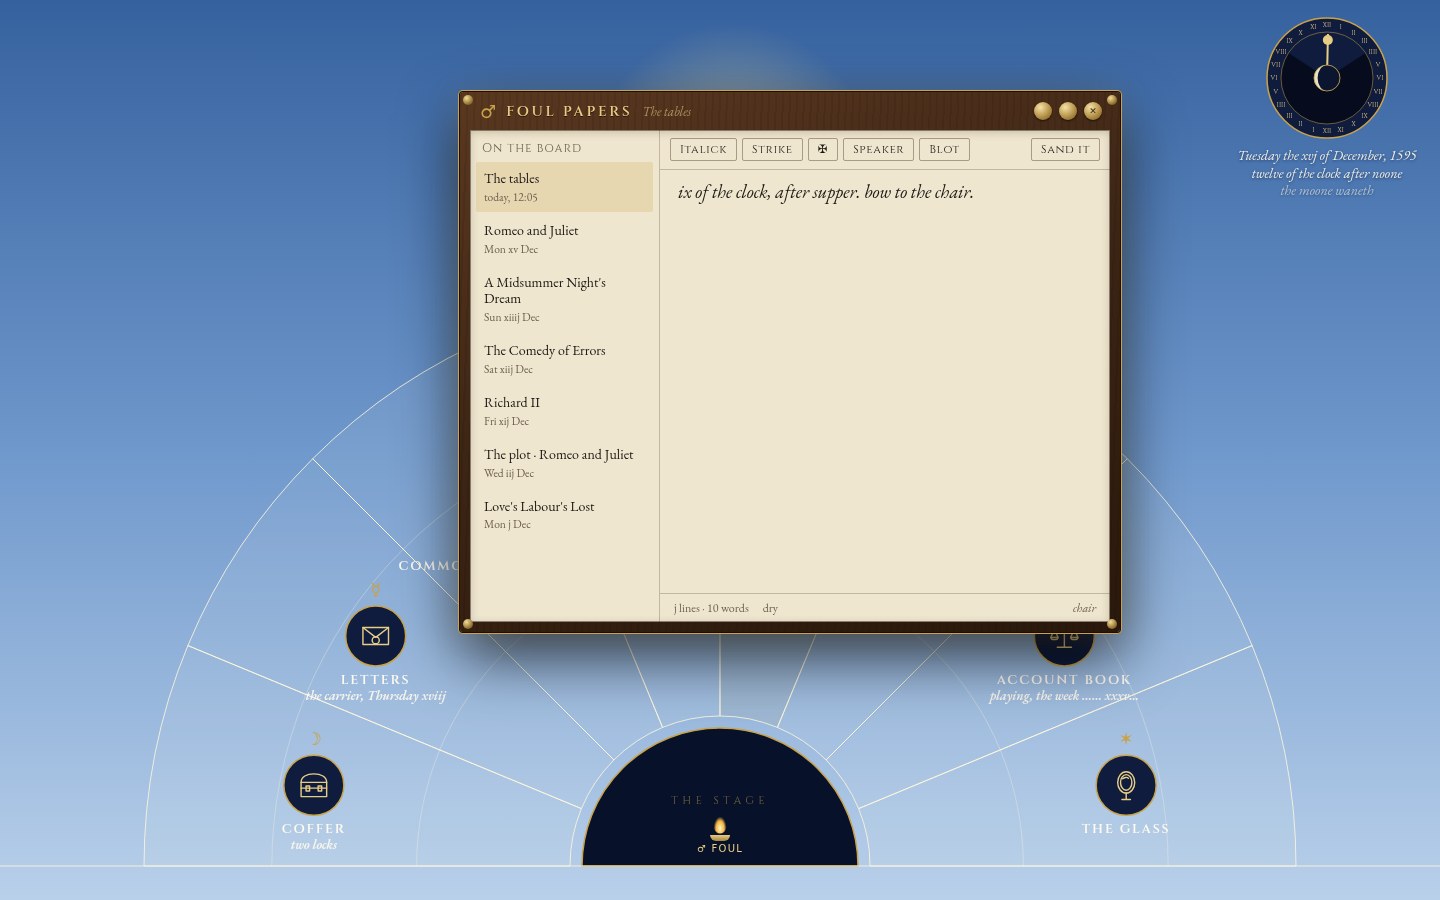 FOUL PAPERS The tables
ON THE BOARD
The tables
today, 12:05
Romeo and Juliet
Mon xv Dec
A Midsummer Night's
Dream
Sun xiiij Dec
The Comedy of Errors
Sat xiij Dec
Richard II
Fri xij Dec
The plot · Romeo and Juliet
Wed iij Dec
Love's Labour's Lost
Mon j Dec
ITALICK STRIKE ✠ SPEAKER BLOT SAND IT
ix of the clock, after supper. bow to the chair.
j lines · 10 words dry chair
Tuesday the xvj of December, 1595
twelve of the clock after noone
the moone waneth
COMMO
LETTERS
the carrier, Thursday xviij
COFFER
two locks
THE STAGE
♂ FOUL
ACCOUNT BOOK
playing, the week ...... xxxv...
THE GLASS